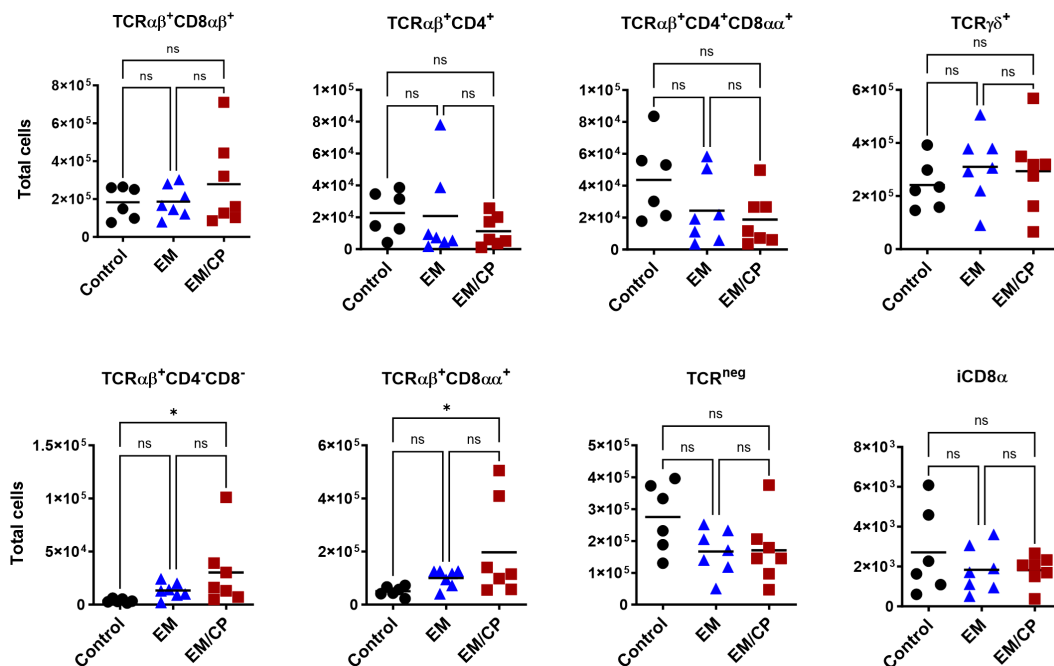 TCRαβ⁺CD8αβ⁺
ns
ns
ns
Total cells
8×10⁵
6×10⁵
4×10⁵
2×10⁵
0
Control
EM
EM/CP
TCRαβ⁺CD4⁺
ns
ns
ns
1×10⁵
8×10⁴
6×10⁴
4×10⁴
2×10⁴
0
Control
EM
EM/CP
TCRαβ⁺CD4⁺CD8αα⁺
ns
ns
ns
1×10⁵
8×10⁴
6×10⁴
4×10⁴
2×10⁴
0
Control
EM
EM/CP
TCRγδ⁺
ns
ns
ns
6×10⁵
4×10⁵
2×10⁵
0
Control
EM
EM/CP
TCRαβ⁺CD4⁻CD8⁻
*
ns
ns
Total cells
1.5×10⁵
1×10⁵
5×10⁴
0
Control
EM
EM/CP
TCRαβ⁺CD8αα⁺
*
ns
ns
6×10⁵
4×10⁵
2×10⁵
0
Control
EM
EM/CP
TCRⁿᵉᵍ
ns
ns
ns
5×10⁵
4×10⁵
3×10⁵
2×10⁵
1×10⁵
0
Control
EM
EM/CP
iCD8α
ns
ns
ns
8×10³
6×10³
4×10³
2×10³
0
Control
EM
EM/CP